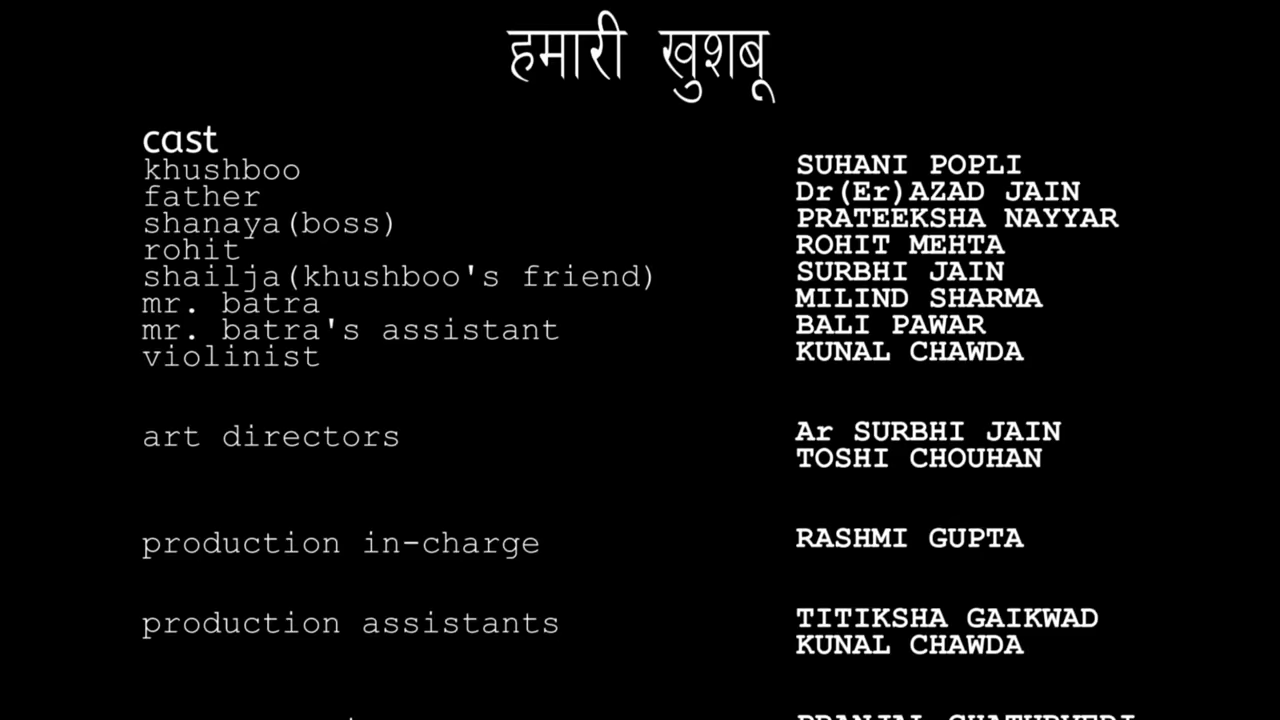 हमारी खुशबू
cast
khushboo SUHANI POPLI
father Dr(Er)AZAD JAIN
shanaya(boss) PRATEEKSHA NAYYAR
rohit ROHIT MEHTA
shailja(khushboo's friend) SURBHI JAIN
mr. batra MILIND SHARMA
mr. batra's assistant BALI PAWAR
violinist KUNAL CHAWDA
art directors Ar SURBHI JAIN
TOSHI CHOUHAN
production in-charge RASHMI GUPTA
production assistants TITIKSHA GAIKWAD
KUNAL CHAWDA